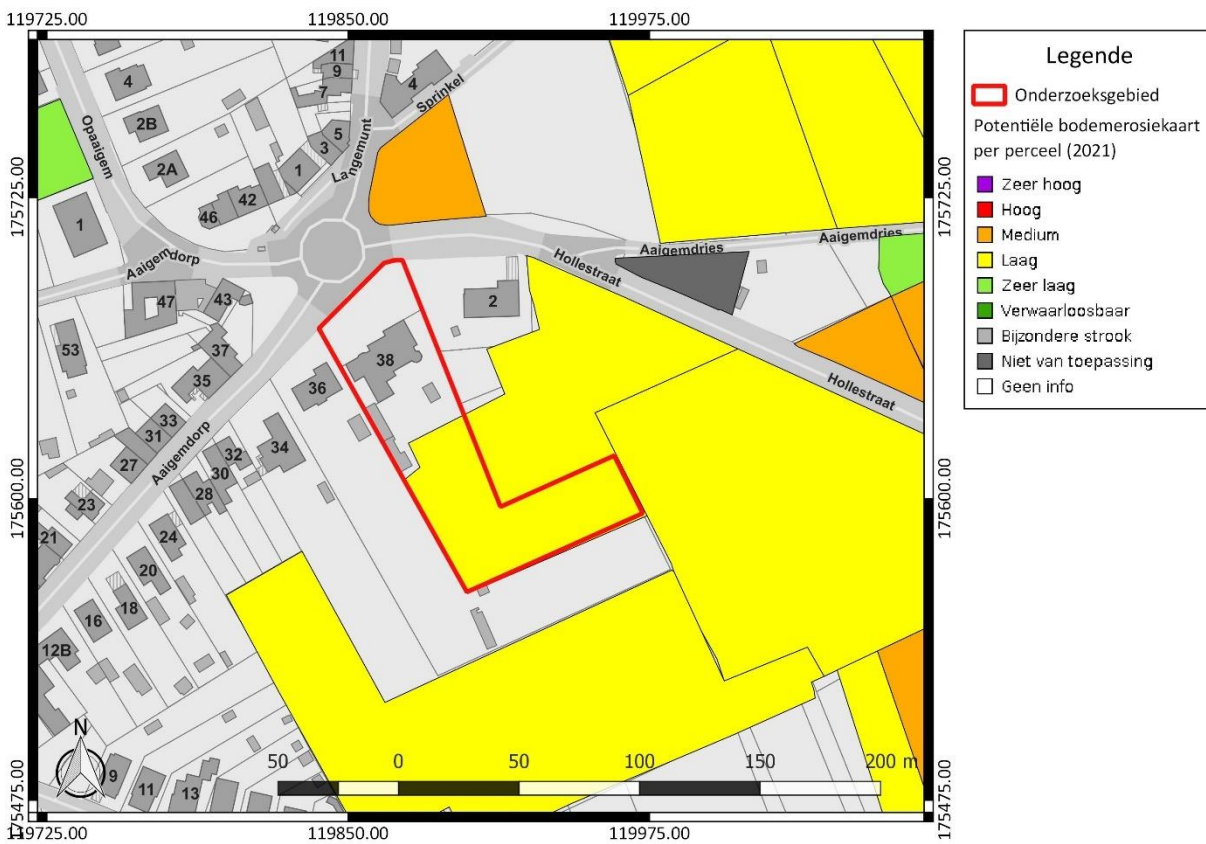 119725.00
119850.00
119975.00
175725.00
175600.00
175475.00
175725.00
175600.00
175475.00
119725.00
119850.00
119975.00
4
2B
2A
1
Opaaigem
11
9
7
5
3
1
42
46
4
Sprinkel
Langemunt
Aaigemdorp
Aaigemdries
Aaigemdries
Hollestraat
Hollestraat
47
43
53
37
35
33
31
27
23
21
Aaigemdorp
2
38
36
34
32
30
28
24
20
18
16
12B
9
11
13
N
50 0 50 100 150 200 m
Legende
Onderzoeksgebied
Potentiële bodemerosiekaart
per perceel (2021)
Zeer hoog
Hoog
Medium
Laag
Zeer laag
Verwaarloosbaar
Bijzondere strook
Niet van toepassing
Geen info